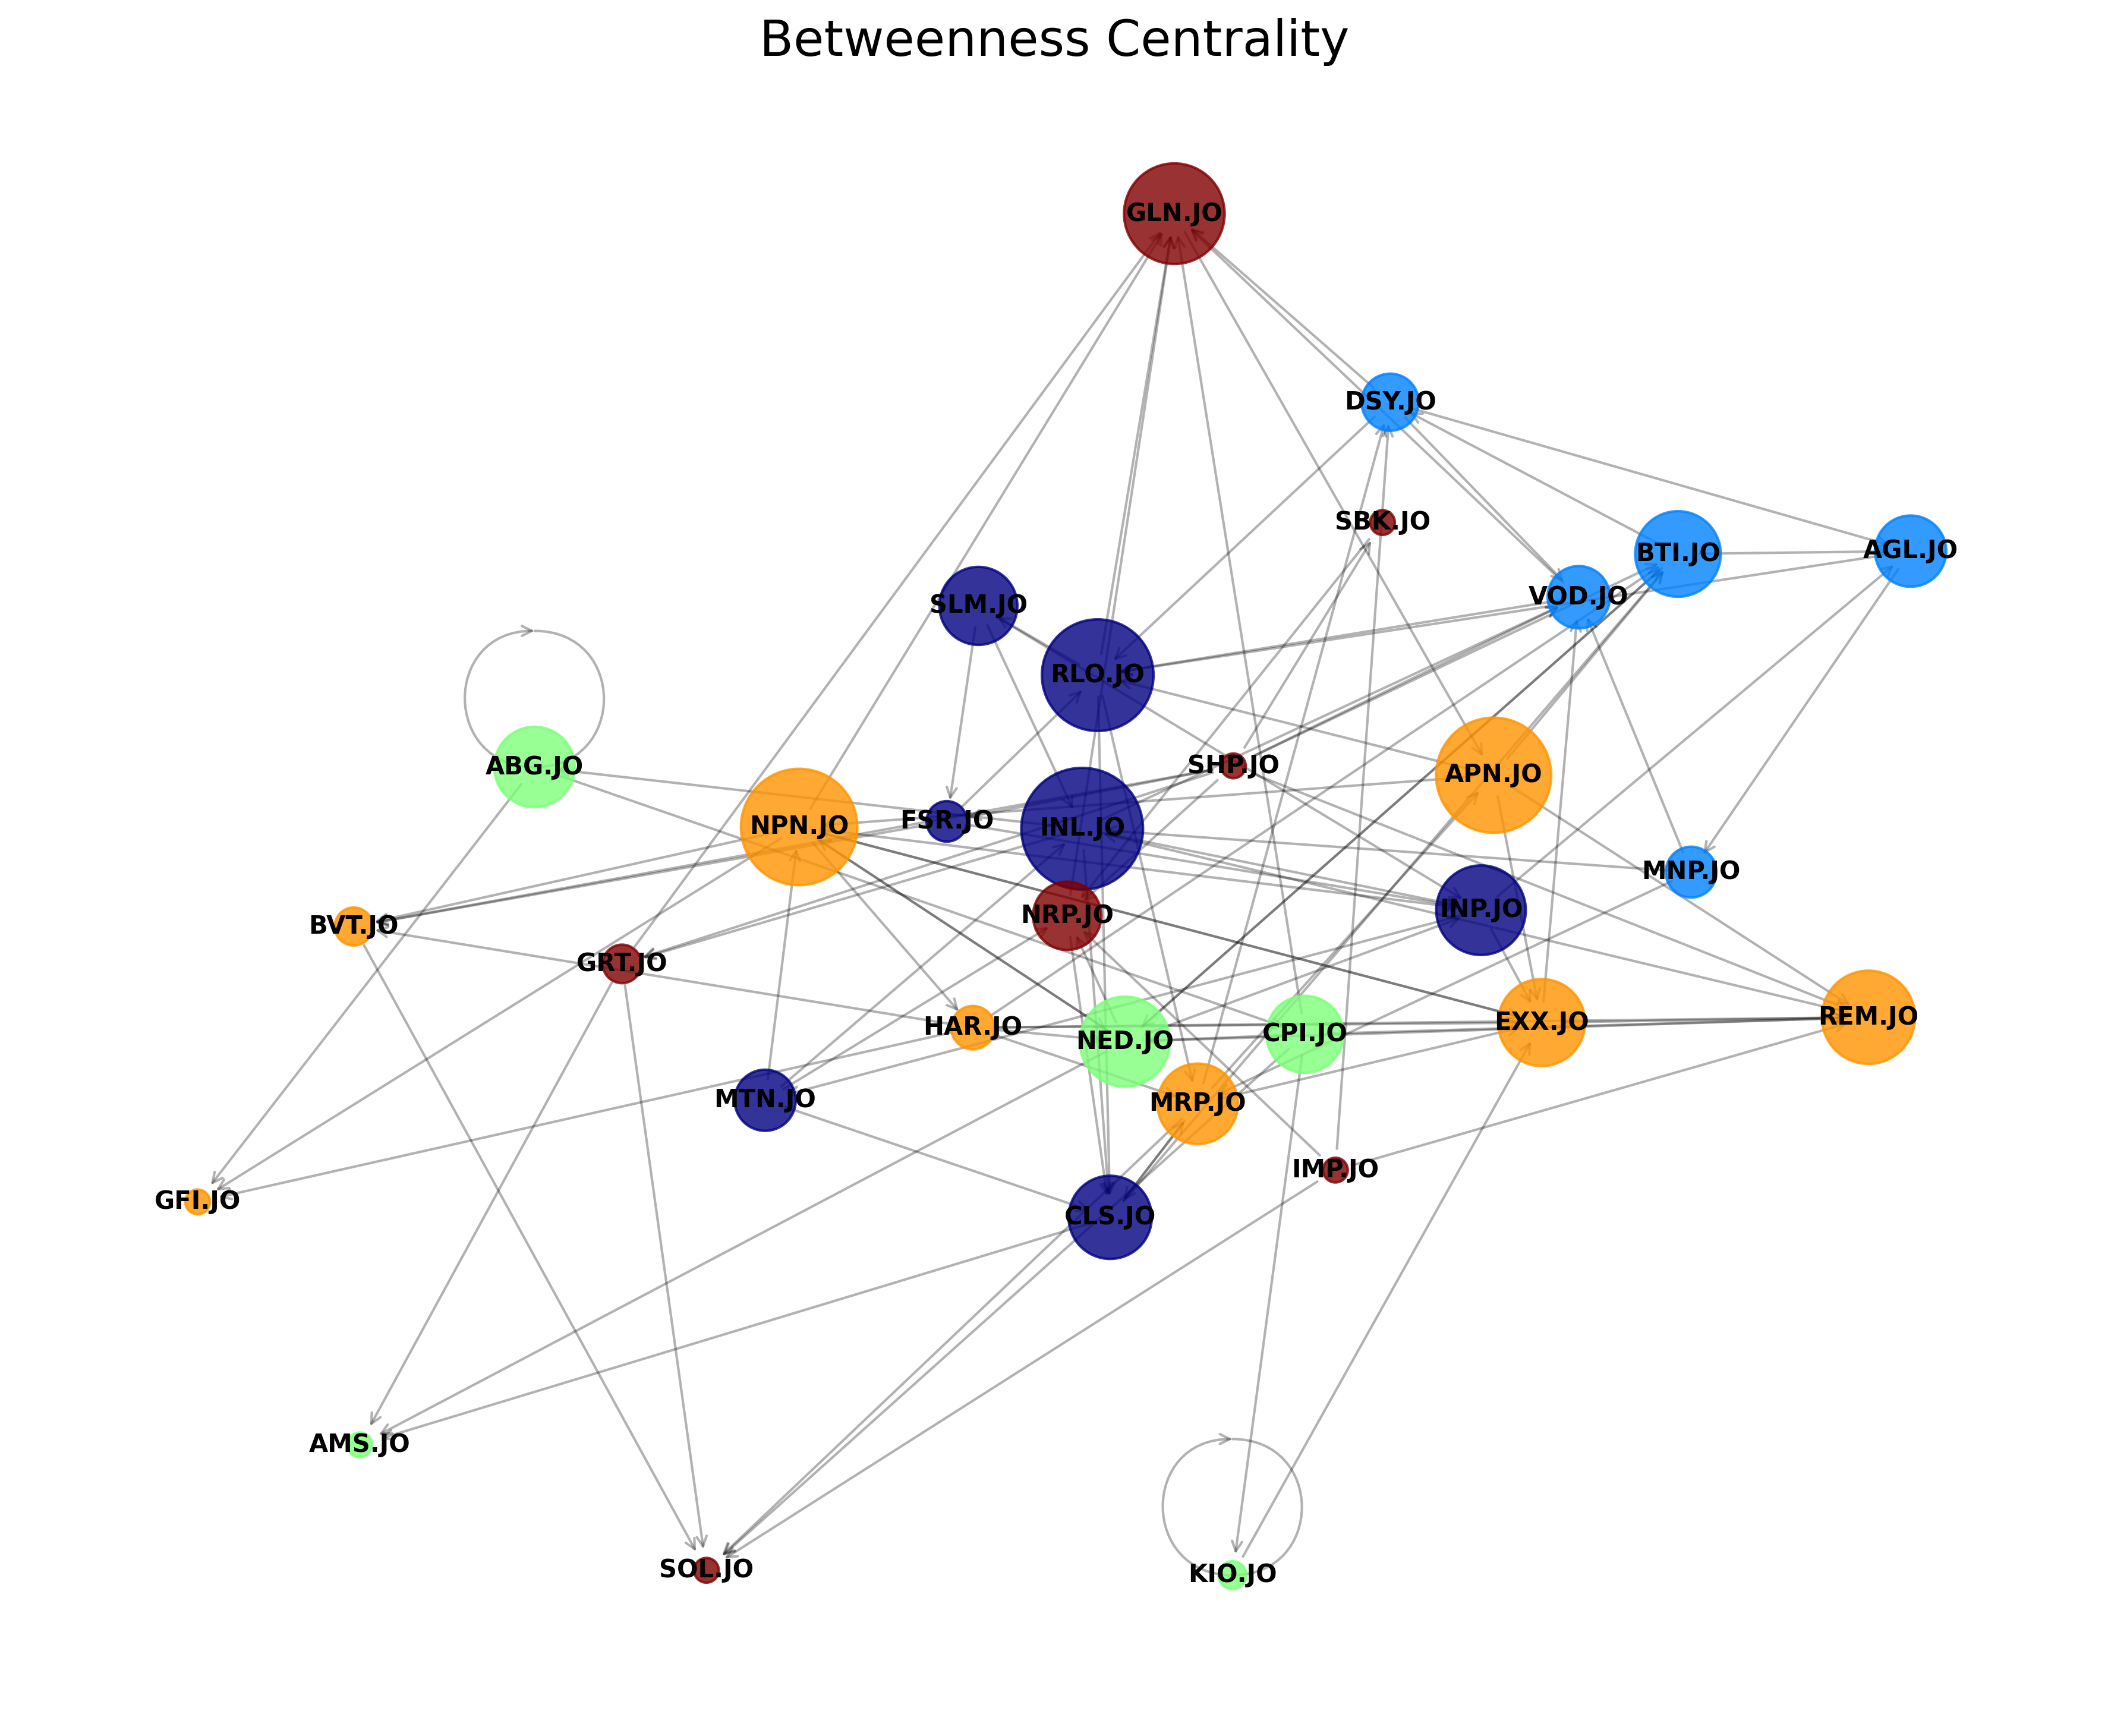 Betweenness Centrality
GLN.JO
DSY.JO
SBK.JO
BTI.JO
AGL.JO
VOD.JO
SLM.JO
RLO.JO
ABG.JO
SHP.JO
APN.JO
NPN.JO
FSR.JO
INL.JO
MNP.JO
INP.JO
NRP.JO
BVT.JO
GRT.JO
REM.JO
EXX.JO
HAR.JO
CPI.JO
NED.JO
MTN.JO
MRP.JO
IMP.JO
GFI.JO
CLS.JO
AMS.JO
SOL.JO
KIO.JO